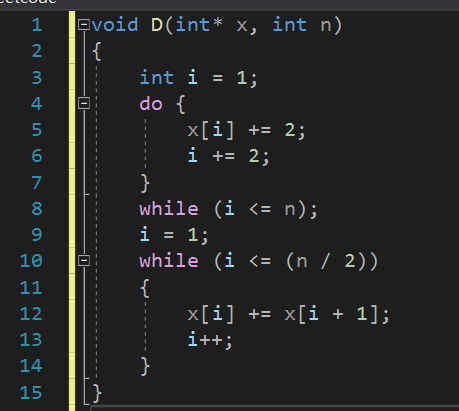 1 void D(int* x, int n)
2 {
3     int i = 1;
4     do {
5         x[i] += 2;
6         i += 2;
7     }
8     while (i <= n);
9     i = 1;
10     while (i <= (n / 2))
11     {
12         x[i] += x[i + 1];
13         i++;
14     }
15 }